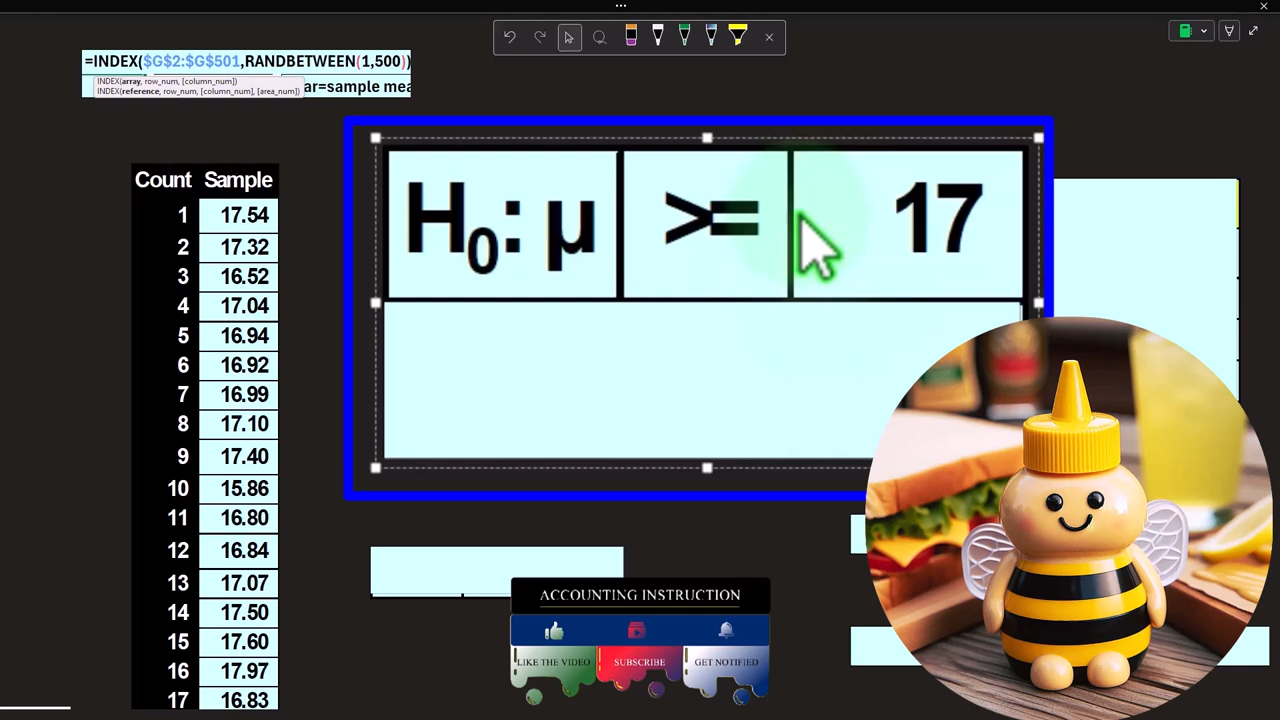 =INDEX($G$2:$G$501,RANDBETWEEN(1,500))
INDEX(array, row_num, [column_num])
INDEX(reference, row_num, [column_num], [area_num])
ar=sample mea
H0: µ >= 17
Count Sample
1 17.54
2 17.32
3 16.52
4 17.04
5 16.94
6 16.92
7 16.99
8 17.10
9 17.40
10 15.86
11 16.80
12 16.84
13 17.07
14 17.50
15 17.60
16 17.97
17 16.83
ACCOUNTING INSTRUCTION
LIKE THE VIDEO
SUBSCRIBE
GET NOTIFIED